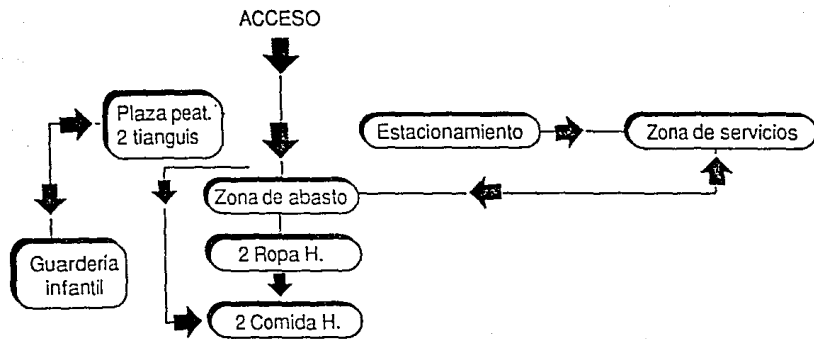 ACCESO
Plaza peat.
2 tianguis
Estacionamiento
Zona de servicios
Zona de abasto
Guardería
infantil
2 Ropa H.
2 Comida H.